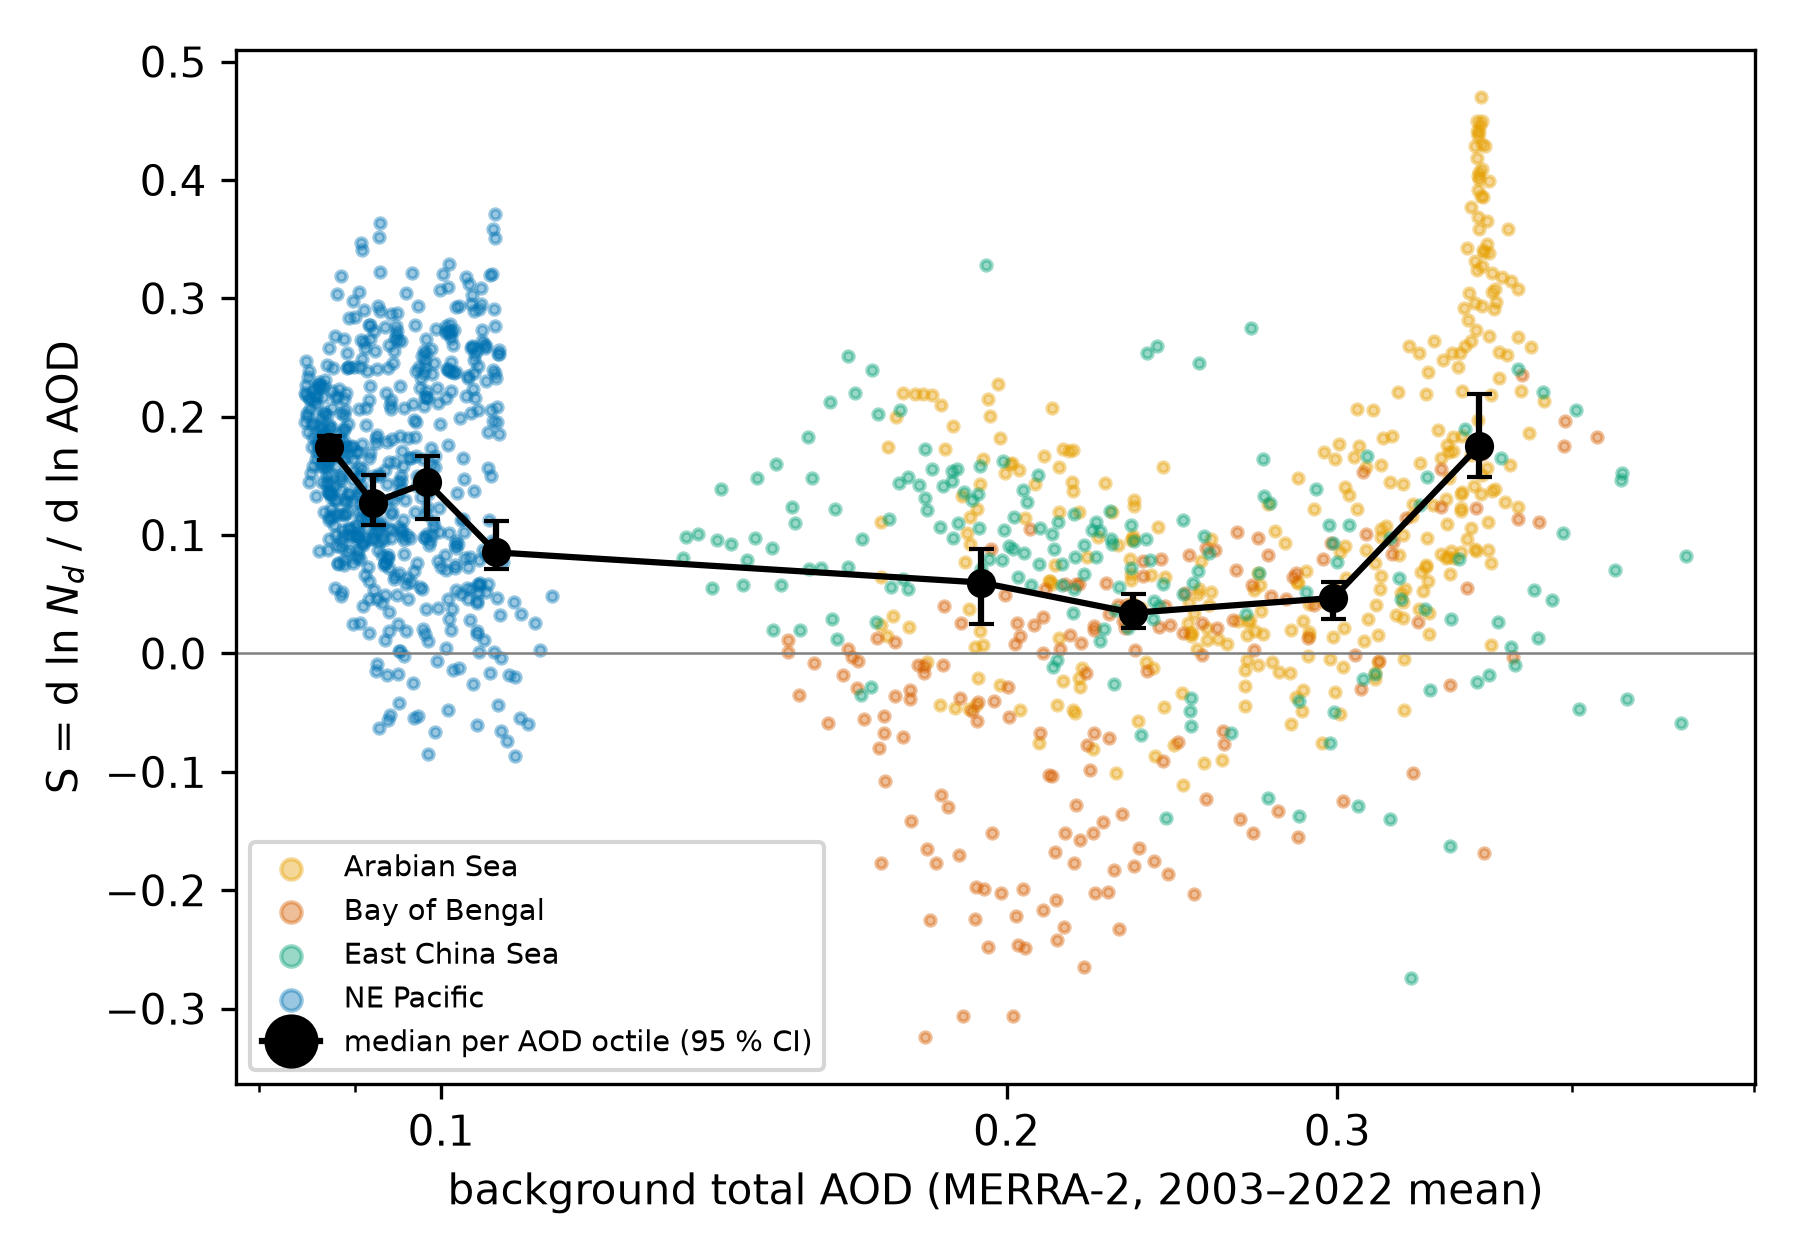 0.5
0.4
0.3
0.2
0.1
0.0
−0.1
−0.2
−0.3
S = d ln N_d / d ln AOD
Arabian Sea
Bay of Bengal
East China Sea
NE Pacific
median per AOD octile (95 % CI)
0.1 0.2 0.3
background total AOD (MERRA-2, 2003–2022 mean)